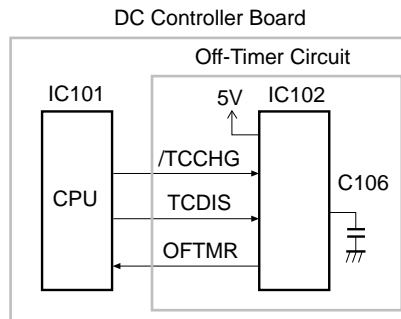 DC Controller Board
Off-Timer Circuit
IC101
5V
IC102
/TCCHG
C106
CPU
TCDIS
OFTMR